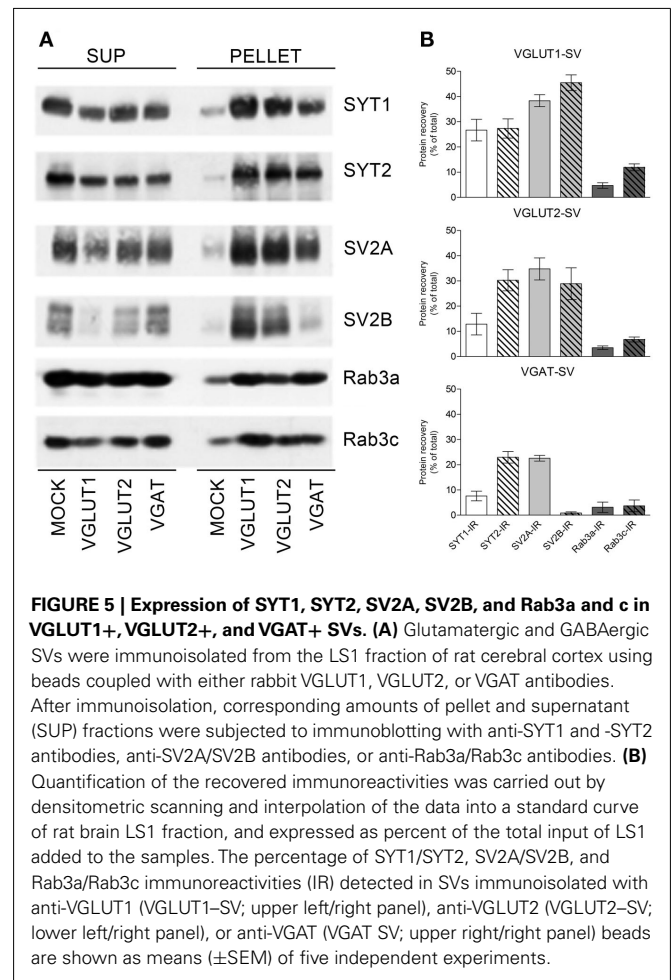 A
B
SUP
PELLET
SYT1
SYT2
SV2A
SV2B
Rab3a
Rab3c
MOCK
VGLUT1
VGLUT2
VGAT
MOCK
VGLUT1
VGLUT2
VGAT
VGLUT1-SV
Protein recovery
(% of total)
50
40
30
20
10
0
VGLUT2-SV
Protein recovery
(% of total)
50
40
30
20
10
0
VGAT-SV
Protein recovery
(% of total)
50
40
30
20
10
0
SYT1-IR
SYT2-IR
SV2A-IR
SV2B-IR
Rab3a-IR
Rab3c-IR
FIGURE 5 | Expression of SYT1, SYT2, SV2A, SV2B, and Rab3a and c in
VGLUT1+, VGLUT2+, and VGAT+ SVs. (A) Glutamatergic and GABAergic
SVs were immunoisolated from the LS1 fraction of rat cerebral cortex using
beads coupled with either rabbit VGLUT1, VGLUT2, or VGAT antibodies.
After immunoisolation, corresponding amounts of pellet and supernatant
(SUP) fractions were subjected to immunoblotting with anti-SYT1 and -SYT2
antibodies, anti-SV2A/SV2B antibodies, or anti-Rab3a/Rab3c antibodies. (B)
Quantification of the recovered immunoreactivities was carried out by
densitometric scanning and interpolation of the data into a standard curve
of rat brain LS1 fraction, and expressed as percent of the total input of LS1
added to the samples. The percentage of SYT1/SYT2, SV2A/SV2B, and
Rab3a/Rab3c immunoreactivities (IR) detected in SVs immunoisolated with
anti-VGLUT1 (VGLUT1–SV; upper left/right panel), anti-VGLUT2 (VGLUT2–SV;
lower left/right panel), or anti-VGAT (VGAT SV; upper right/right panel) beads
are shown as means (±SEM) of five independent experiments.